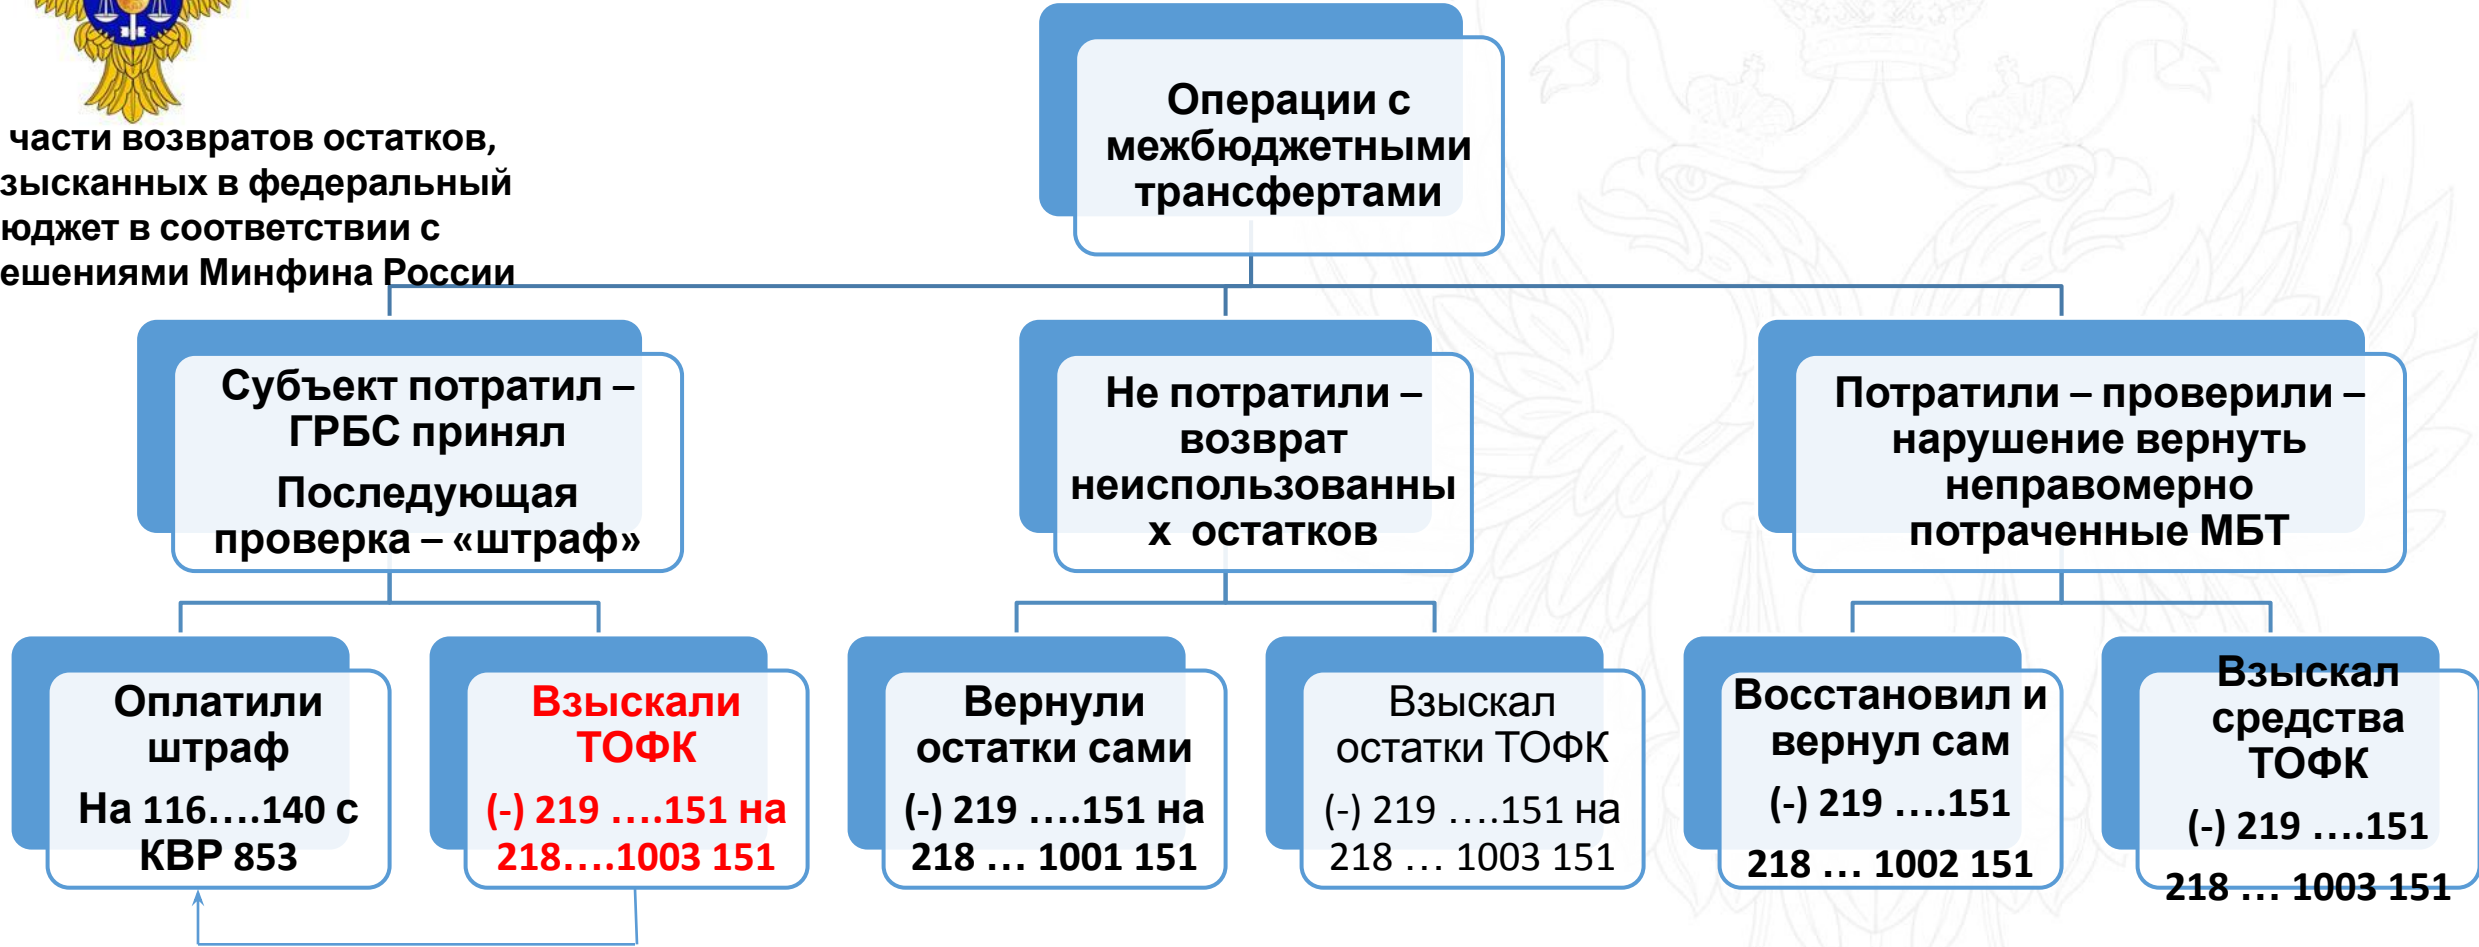 части возвратов остатков,
зысканных в федеральный
юджет в соответствии с
ешениями Минфина России
Операции с
межбюджетными
трансфертами
Субъект потратил –
ГРБС принял
Последующая
проверка – «штраф»
Не потратили –
возврат
неиспользованны
х остатков
Потратили – проверили –
нарушение вернуть
неправомерно
потраченные МБТ
Оплатили
штраф
На 116….140 с
КВР 853
Взыскали
ТОФК
(-) 219 ….151 на
218….1003 151
Вернули
остатки сами
(-) 219 ….151 на
218 … 1001 151
Взыскал
остатки ТОФК
(-) 219 ….151 на
218 … 1003 151
Восстановил и
вернул сам
(-) 219 ….151
218 … 1002 151
Взыскал
средства
ТОФК
(-) 219 ….151
218 … 1003 151